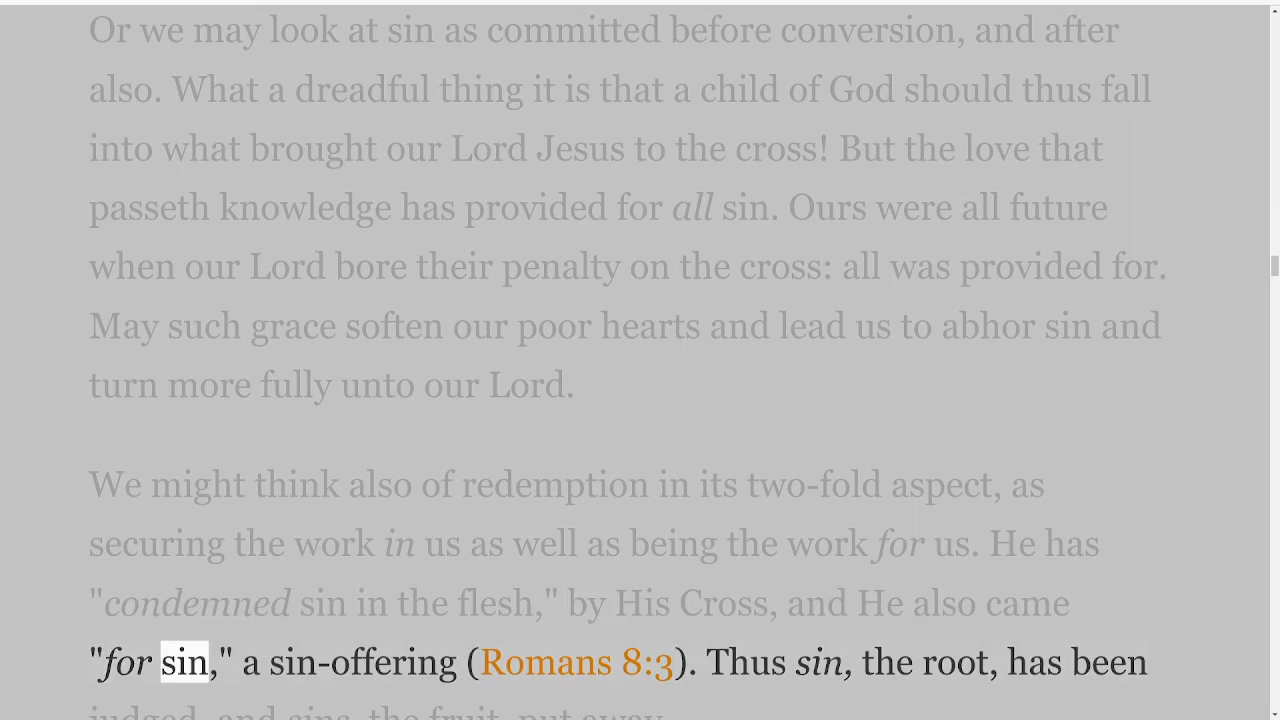 Or we may look at sin as committed before conversion, and after
also. What a dreadful thing it is that a child of God should thus fall
into what brought our Lord Jesus to the cross! But the love that
passeth knowledge has provided for all sin. Ours were all future
when our Lord bore their penalty on the cross: all was provided for.
May such grace soften our poor hearts and lead us to abhor sin and
turn more fully unto our Lord.
We might think also of redemption in its two-fold aspect, as
securing the work in us as well as being the work for us. He has
"condemned sin in the flesh," by His Cross, and He also came
"for sin," a sin-offering (Romans 8:3). Thus sin, the root, has been
judged, and sins, the fruit, put away.